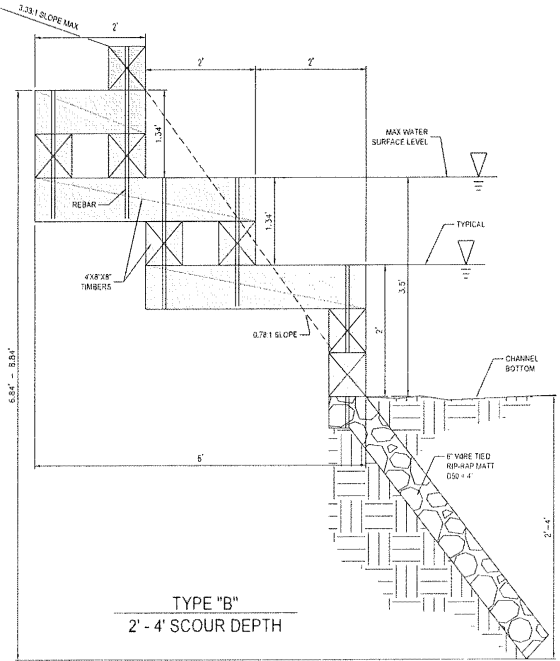 3.33:1 SLOPE MAX
2'
2'
2'
1.34'
MAX WATER
SURFACE LEVEL
REBAR
1.34'
TYPICAL
4'X8"X8"
TIMBERS
3.5'
2'
0.78:1 SLOPE
CHANNEL
BOTTOM
6.84' - 8.84'
6'
6" WIRE TIED
RIP-RAP MATT
D50 = 4"
2'-4'
TYPE "B"
2' - 4' SCOUR DEPTH